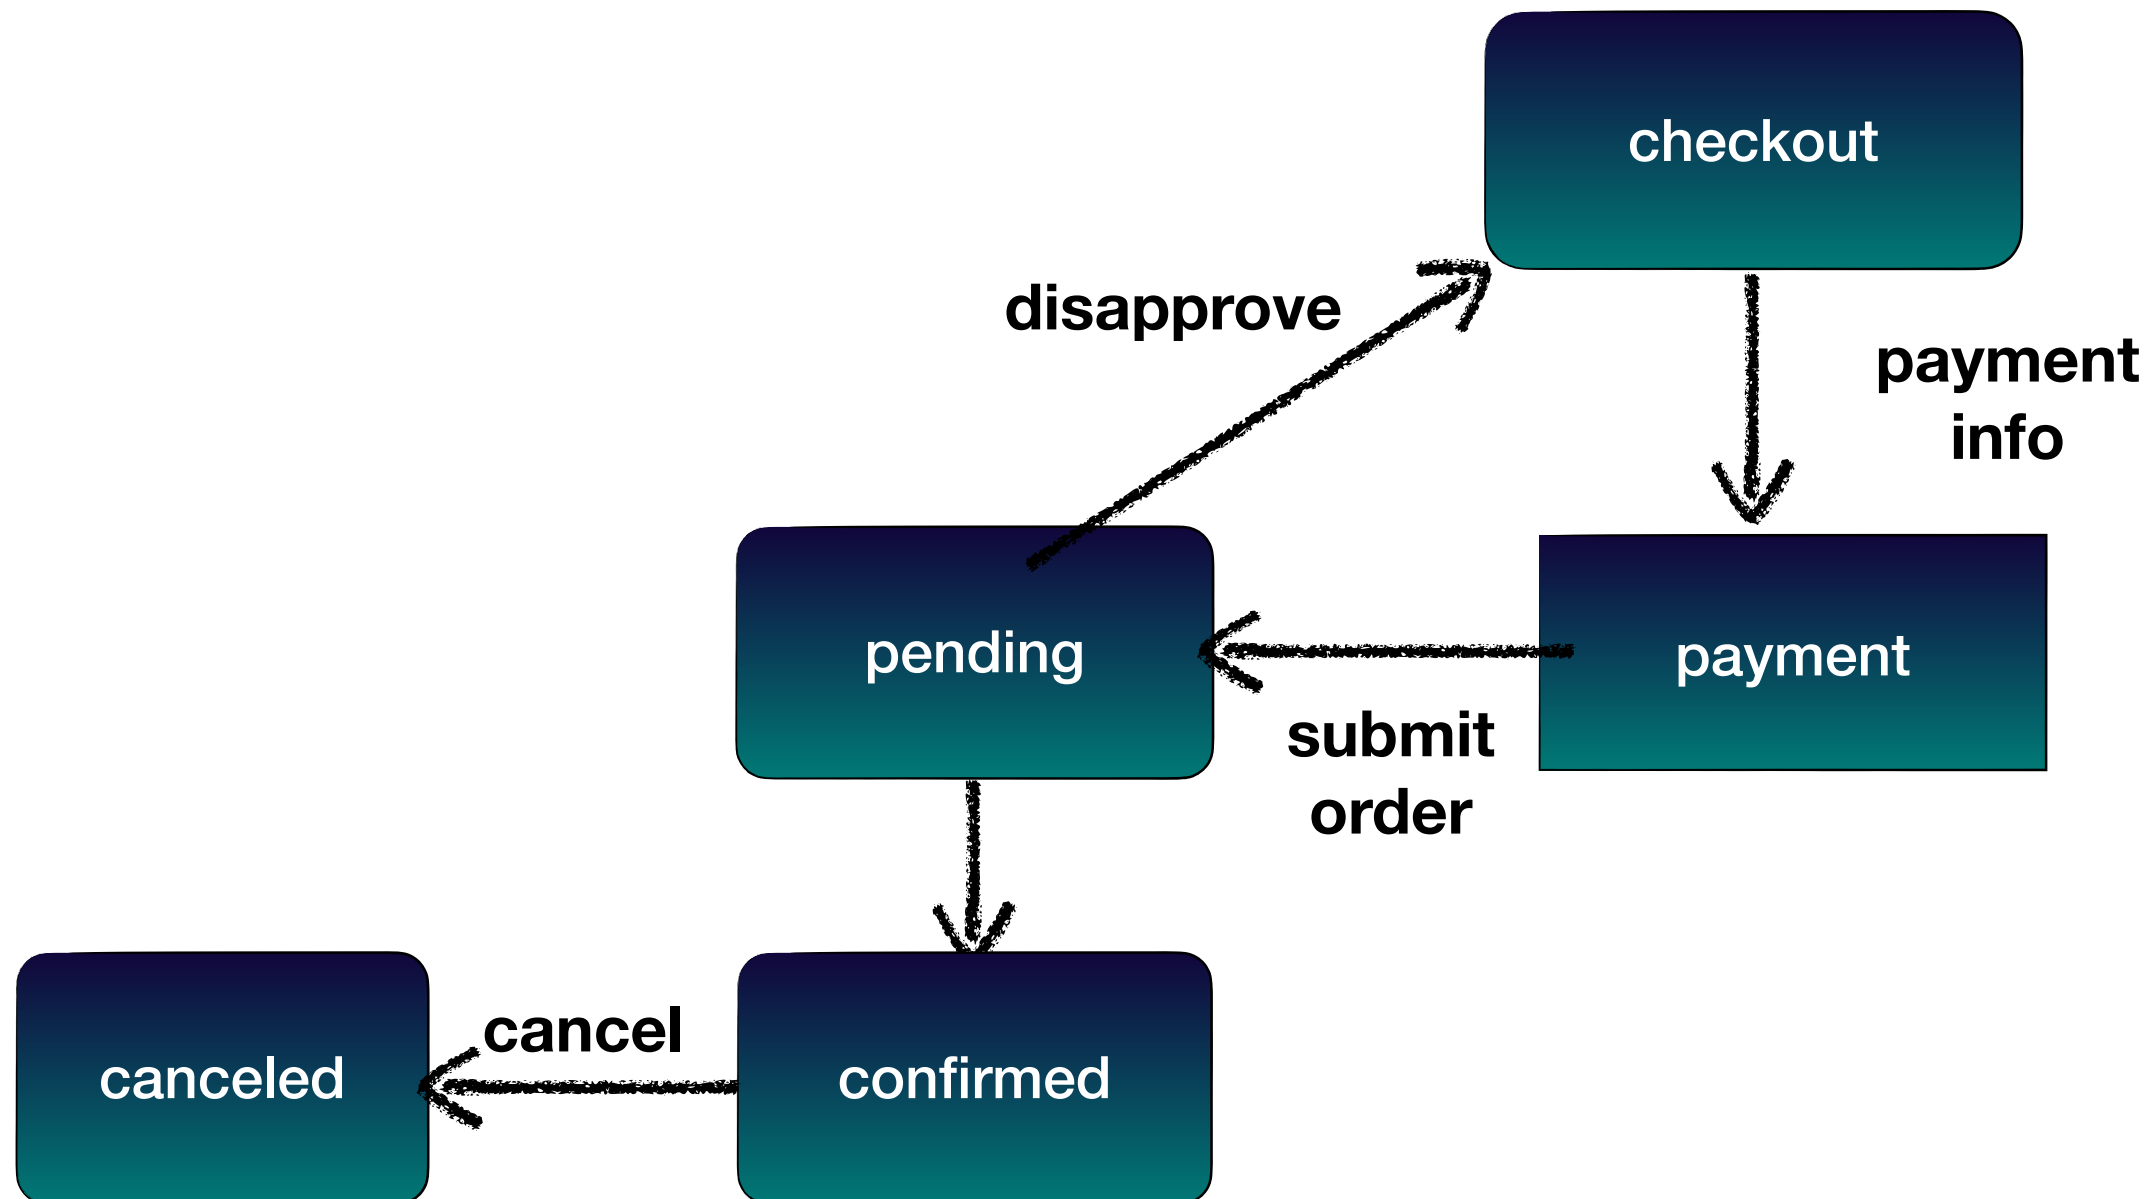 checkout
disapprove
payment
info
pending
payment
submit
order
cancel
canceled
confirmed